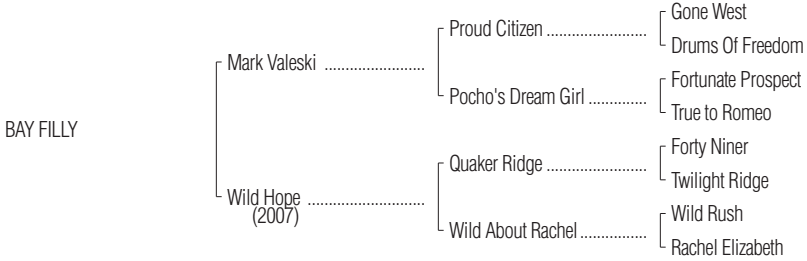 Gone West
Proud Citizen ........................
Drums Of Freedom
Mark Valeski ........................
Fortunate Prospect
Pocho's Dream Girl ..............
True to Romeo
BAY FILLY
Forty Niner
Quaker Ridge ........................
Twilight Ridge
Wild Hope ............................
(2007)
Wild Rush
Wild About Rachel ................
Rachel Elizabeth